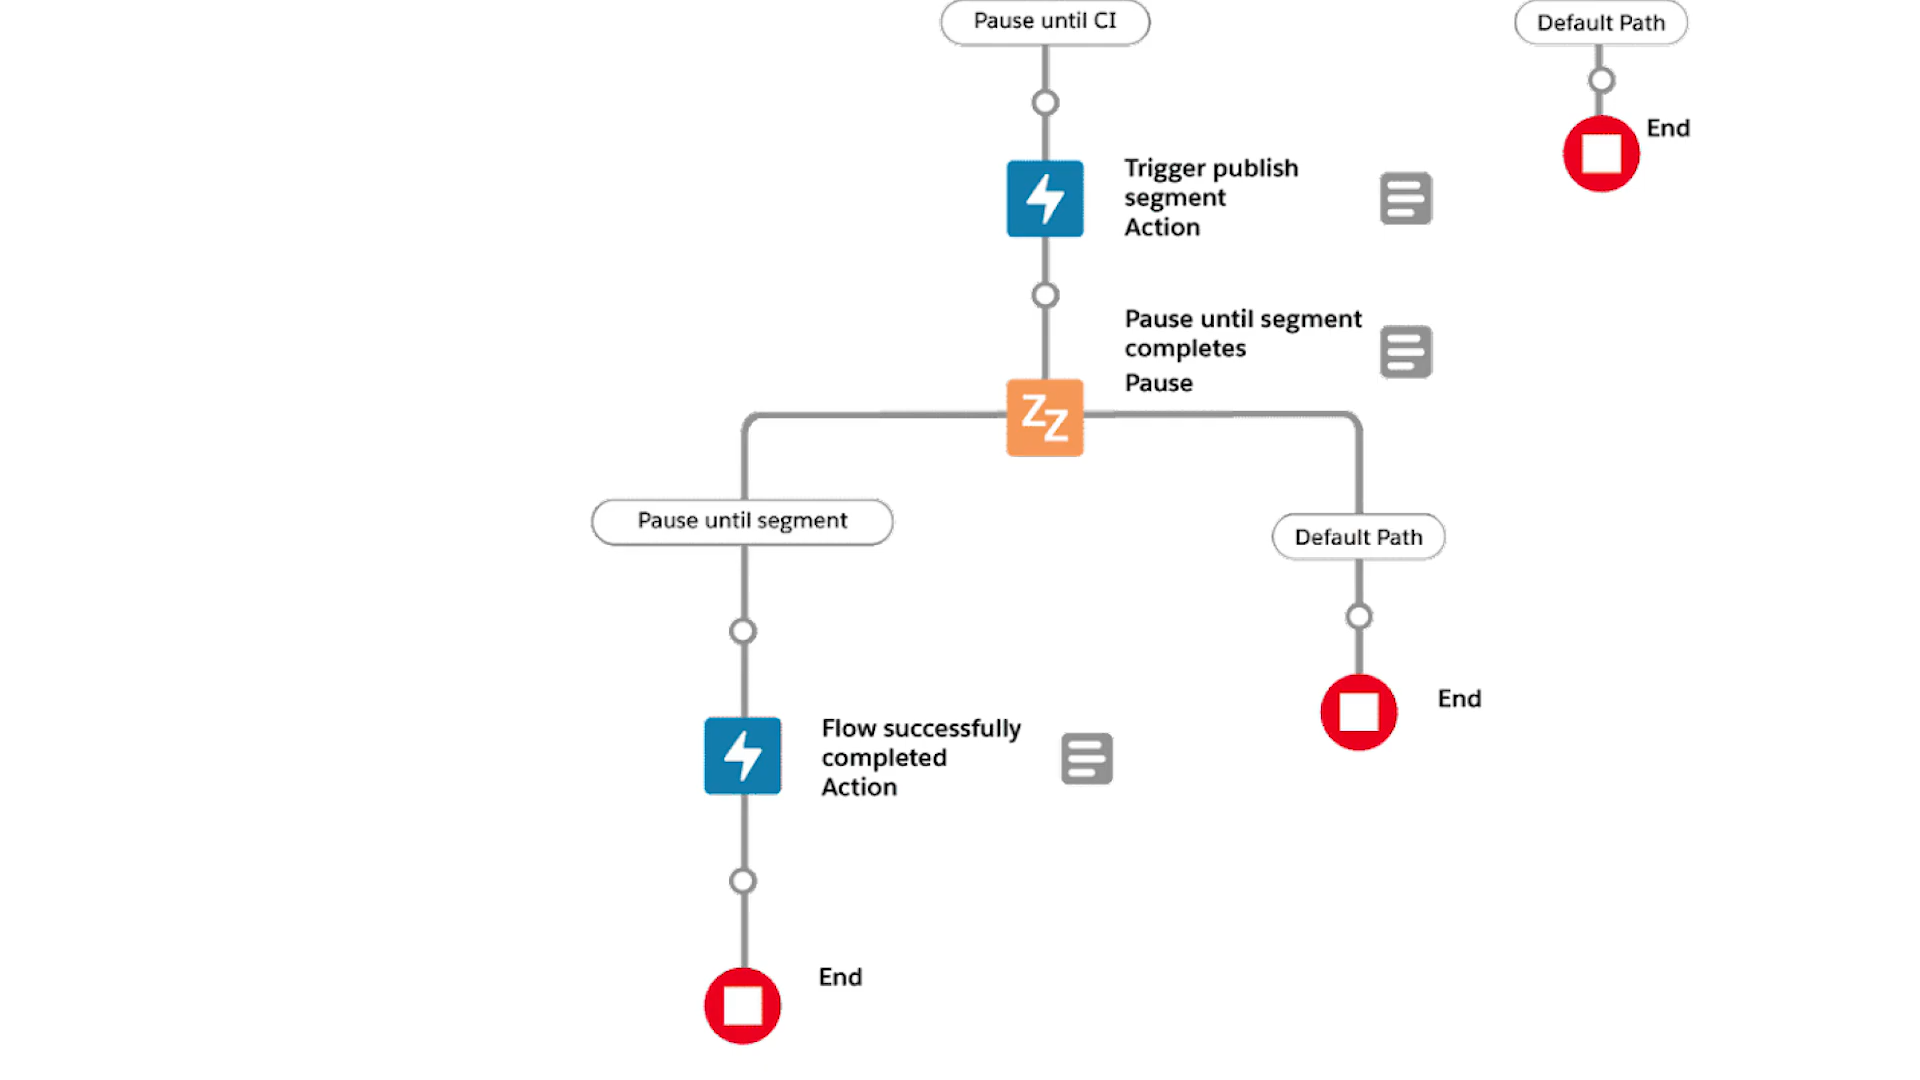 Pause until CI
Default Path
End
Trigger publish
segment
Action
Pause until segment
completes
Pause
ZZ
Pause until segment
Default Path
End
Flow successfully
completed
Action
End